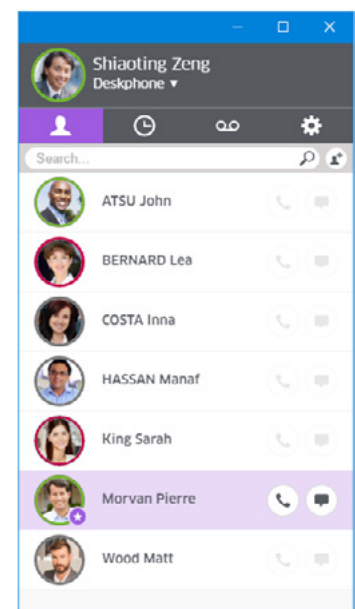 Shiaoting Zeng
Deskphone ▾
Search...
ATSU John
BERNARD Lea
COSTA Inna
HASSAN Manaf
King Sarah
Morvan Pierre
Wood Matt